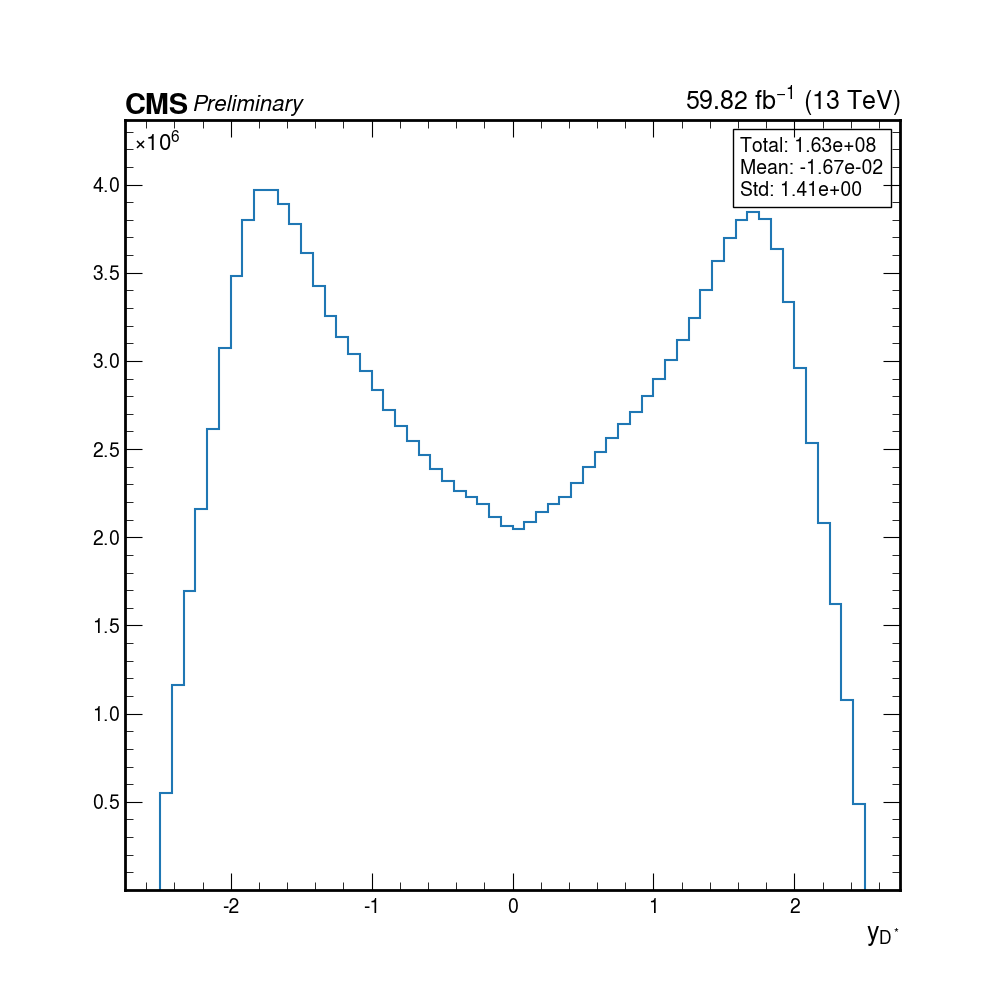 CMS Preliminary 59.82 fb⁻¹ (13 TeV)
×10⁶
Total: 1.63e+08
Mean: -1.67e-02
Std: 1.41e+00
4.0
3.5
3.0
2.5
2.0
1.5
1.0
0.5
-2 -1 0 1 2
y_D*